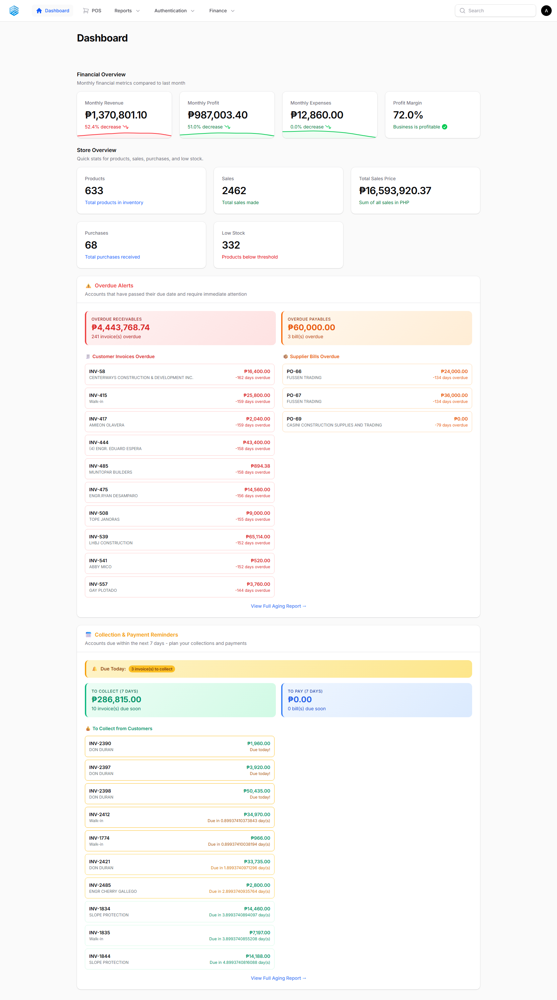 Dashboard
POS
Reports
Authentication
Finance
Search
A
Dashboard
Financial Overview
Monthly financial metrics compared to last month
Monthly Revenue
₱1,370,801.10
52.4% decrease
Monthly Profit
₱987,003.40
51.0% decrease
Monthly Expenses
₱12,860.00
0.0% decrease
Profit Margin
72.0%
Business is profitable
Store Overview
Quick stats for products, sales, purchases, and low stock.
Products
633
Total products in inventory
Sales
2462
Total sales made
Total Sales Price
₱16,593,920.37
Sum of all sales in PHP
Purchases
68
Total purchases received
Low Stock
332
Products below threshold
Overdue Alerts
Accounts that have passed their due date and require immediate attention
OVERDUE RECEIVABLES
₱4,443,768.74
241 invoice(s) overdue
OVERDUE PAYABLES
₱60,000.00
3 bill(s) overdue
Customer Invoices Overdue
INV-58 ₱16,400.00
CENTERWAYS CONSTRUCTION & DEVELOPMENT INC. -162 days overdue
INV-415 ₱25,800.00
Walk-in -159 days overdue
INV-417 ₱2,040.00
AMIEON OLAVERA -159 days overdue
INV-444 ₱43,400.00
(4) ENGR. EDUARD ESPERA -158 days overdue
INV-485 ₱894.38
MUNTOPAR BUILDERS -158 days overdue
INV-475 ₱14,560.00
ENGR.RYAN DESAMPARO -156 days overdue
INV-508 ₱9,000.00
TOPE JANORAS -155 days overdue
INV-539 ₱65,114.00
LHBJ CONSTRUCTION -152 days overdue
INV-541 ₱520.00
ABBY MICO -152 days overdue
INV-557 ₱3,760.00
GAY PLOTADO -144 days overdue
Supplier Bills Overdue
PO-66 ₱24,000.00
FUSSEN TRADING -134 days overdue
PO-67 ₱36,000.00
FUSSEN TRADING -134 days overdue
PO-69 ₱0.00
CASINI CONSTRUCTION SUPPLIES AND TRADING -79 days overdue
View Full Aging Report →
Collection & Payment Reminders
Accounts due within the next 7 days - plan your collections and payments
Due Today: 3 invoice(s) to collect
TO COLLECT (7 DAYS)
₱286,815.00
10 invoice(s) due soon
TO PAY (7 DAYS)
₱0.00
0 bill(s) due soon
To Collect from Customers
INV-2390 ₱1,960.00
DON DURAN Due today!
INV-2397 ₱3,920.00
DON DURAN Due today!
INV-2398 ₱50,435.00
DON DURAN Due today!
INV-2412 ₱34,970.00
Walk-in Due in 0.89937410373843 day(s)
INV-1774 ₱966.00
Walk-in Due in 0.89937410038194 day(s)
INV-2421 ₱33,735.00
DON DURAN Due in 1.8993740971296 day(s)
INV-2485 ₱2,800.00
ENGR CHERRY GALLEGO Due in 2.8993740935764 day(s)
INV-1834 ₱14,460.00
SLOPE PROTECTION Due in 3.8993740894097 day(s)
INV-1835 ₱7,197.00
Walk-in Due in 3.8993740855208 day(s)
INV-1844 ₱14,188.00
SLOPE PROTECTION Due in 4.8993740816088 day(s)
View Full Aging Report →